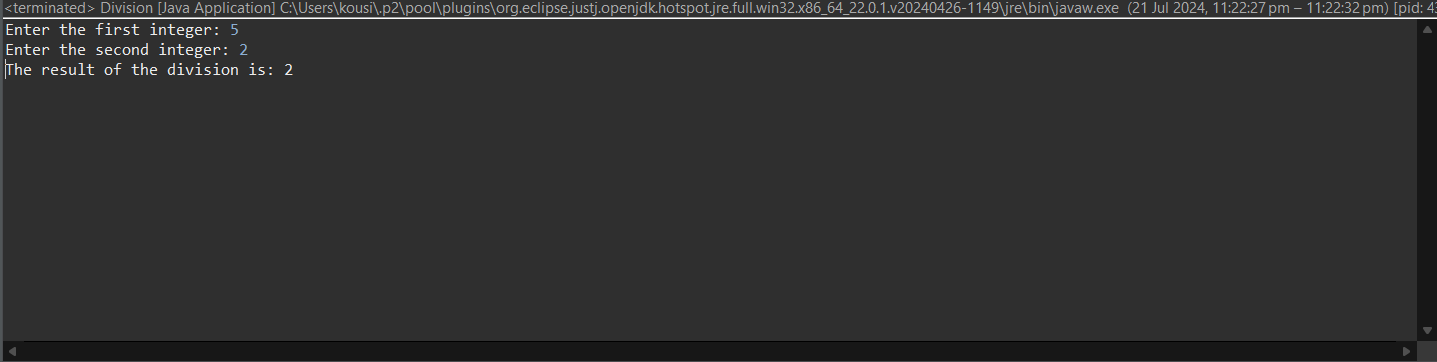 <terminated> Division [Java Application] C:\Users\kousi\.p2\pool\plugins\org.eclipse.justj.openjdk.hotspot.jre.full.win32.x86_64_22.0.1.v20240426-1149\jre\bin\javaw.exe (21 Jul 2024, 11:22:27 pm – 11:22:32 pm) [pid: 43
Enter the first integer: 5
Enter the second integer: 2
The result of the division is: 2